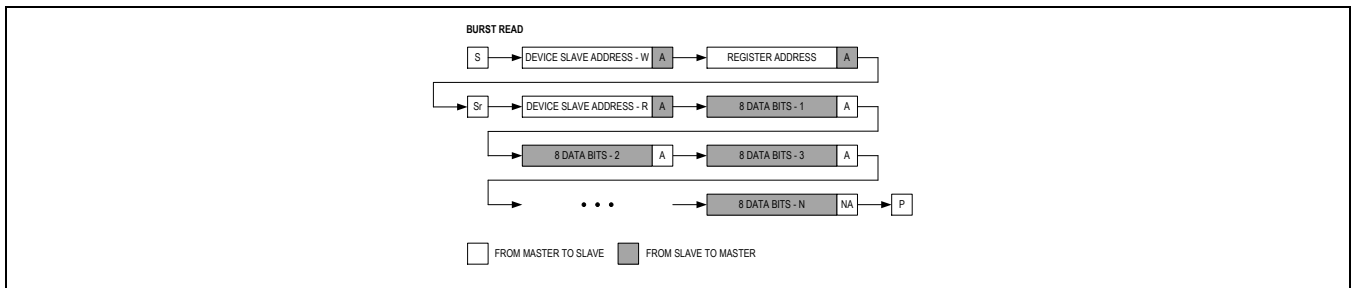 BURST READ
S DEVICE SLAVE ADDRESS - W A REGISTER ADDRESS A
Sr DEVICE SLAVE ADDRESS - R A 8 DATA BITS - 1 A
8 DATA BITS - 2 A 8 DATA BITS - 3 A
• • • 8 DATA BITS - N NA P
FROM MASTER TO SLAVE FROM SLAVE TO MASTER